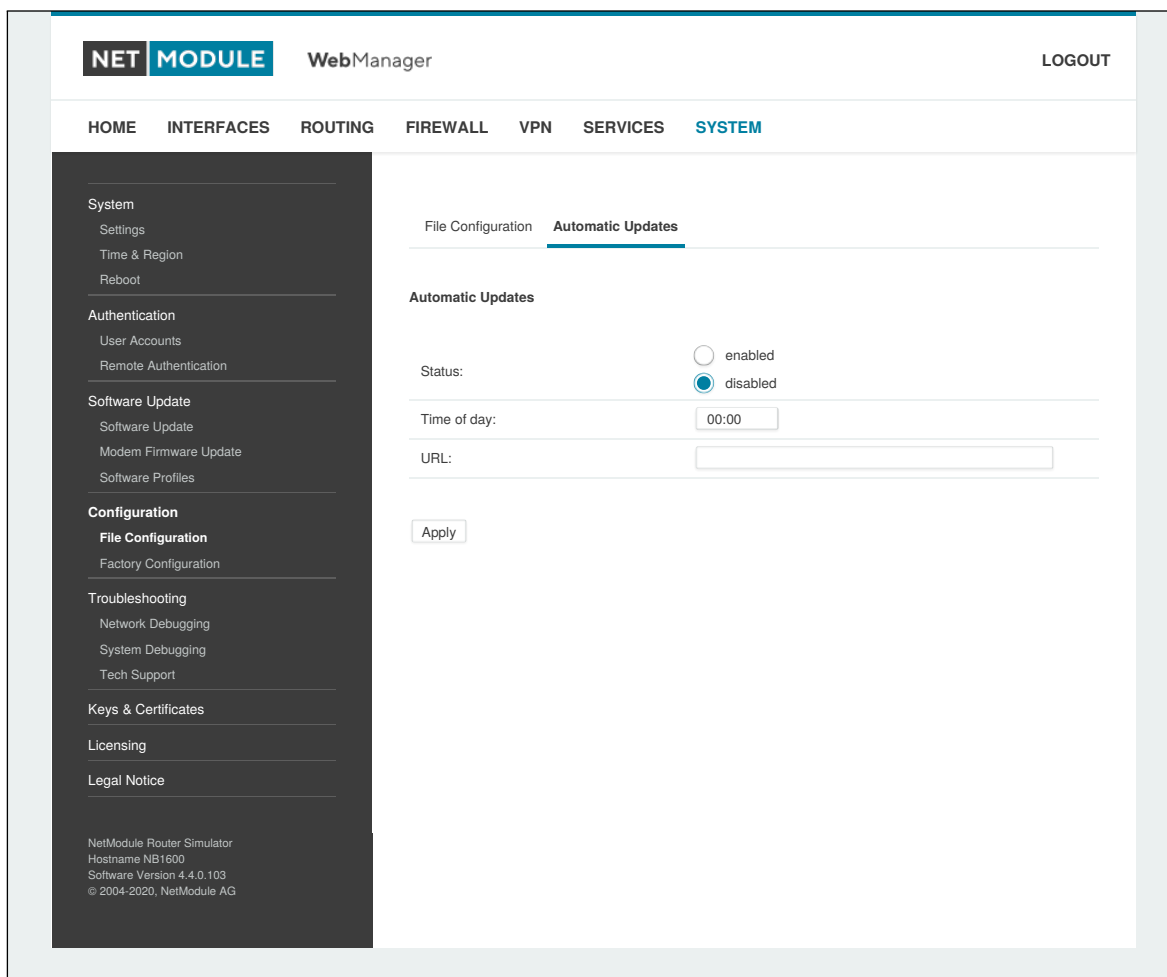 NET MODULE WebManager LOGOUT
HOME INTERFACES ROUTING FIREWALL VPN SERVICES SYSTEM
System
Settings
Time & Region
Reboot
Authentication
User Accounts
Remote Authentication
Software Update
Software Update
Modem Firmware Update
Software Profiles
Configuration
File Configuration
Factory Configuration
Troubleshooting
Network Debugging
System Debugging
Tech Support
Keys & Certificates
Licensing
Legal Notice
NetModule Router Simulator
Hostname NB1600
Software Version 4.4.0.103
© 2004-2020, NetModule AG
File Configuration Automatic Updates
Automatic Updates
Status:
enabled
disabled
Time of day: 00:00
URL:
Apply